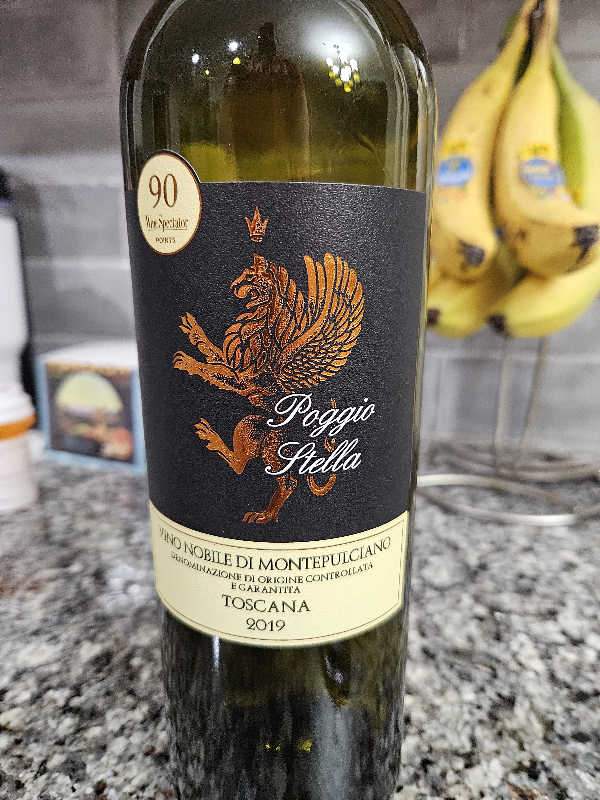 90
Wine Spectator
POINTS
Poggio
Stella
VINO NOBILE DI MONTEPULCIANO
DENOMINAZIONE DI ORIGINE CONTROLLATA
E GARANTITA
TOSCANA
2019